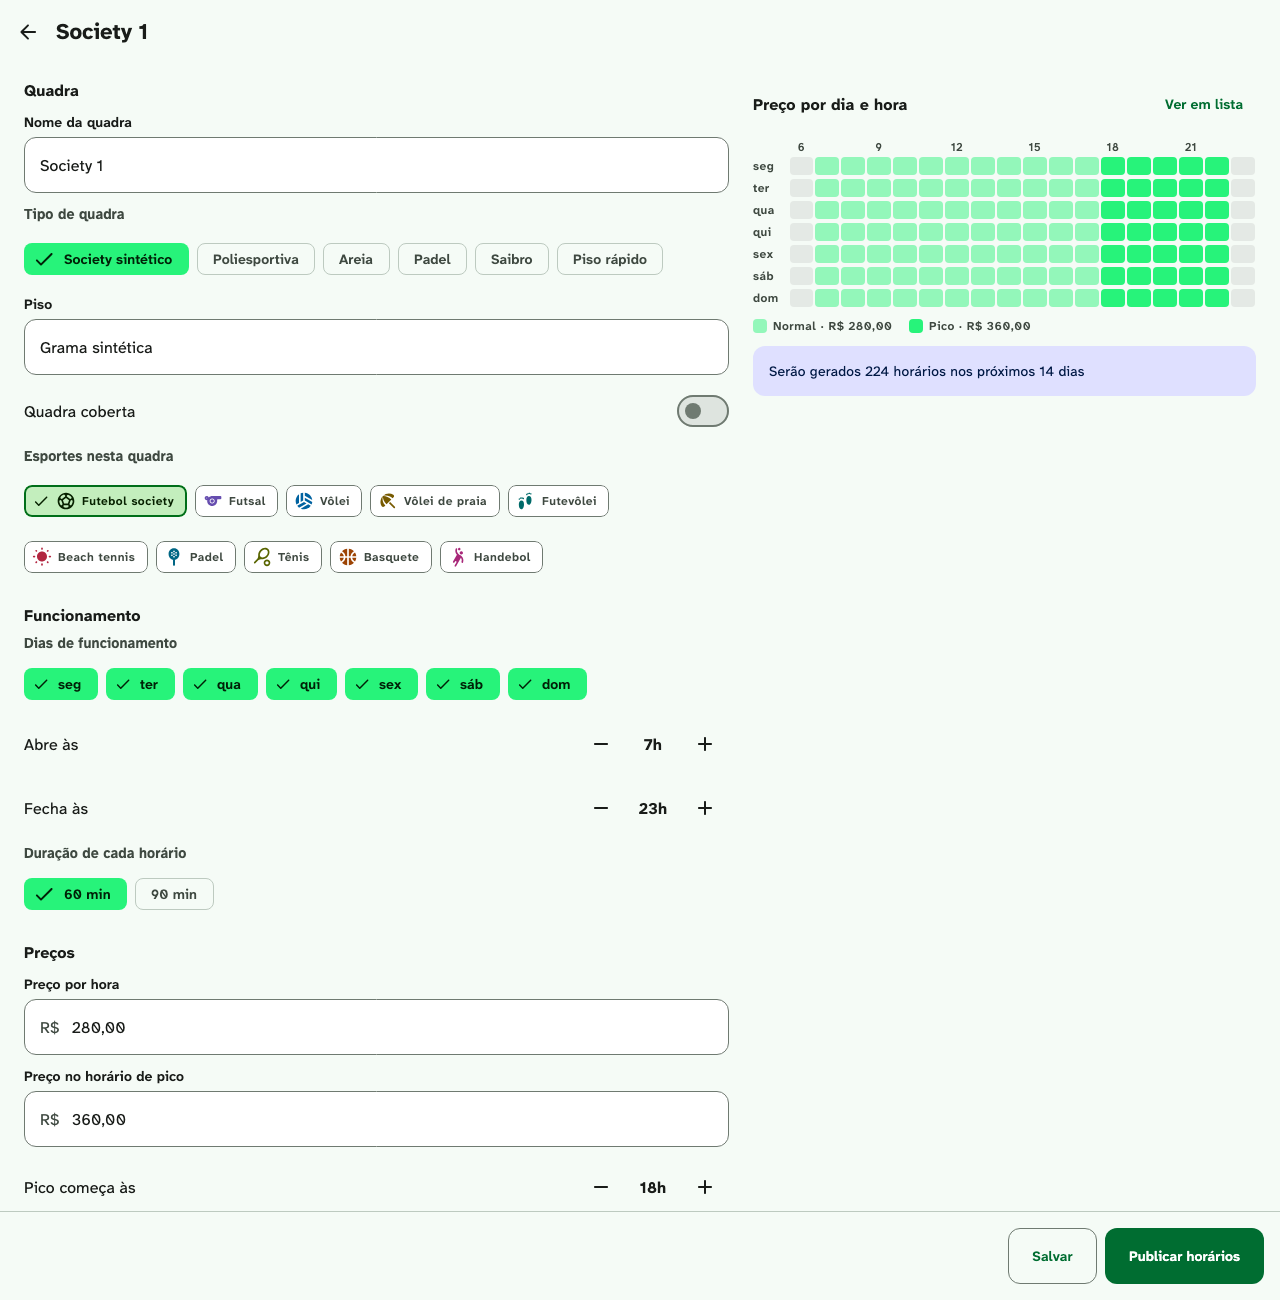 Society 1
Quadra
Nome da quadra
Society 1
Tipo de quadra
Society sintético Poliesportiva Areia Padel Saibro Piso rápido
Piso
Grama sintética
Quadra coberta
Esportes nesta quadra
Futebol society Futsal Vôlei Vôlei de praia Futevôlei
Beach tennis Padel Tênis Basquete Handebol
Funcionamento
Dias de funcionamento
seg ter qua qui sex sáb dom
Abre às 7h
Fecha às 23h
Duração de cada horário
60 min 90 min
Preços
Preço por hora
R$ 280,00
Preço no horário de pico
R$ 360,00
Pico começa às 18h
Preço por dia e hora Ver em lista
6 9 12 15 18 21
seg
ter
qua
qui
sex
sáb
dom
Normal · R$ 280,00 Pico · R$ 360,00
Serão gerados 224 horários nos próximos 14 dias
Salvar Publicar horários